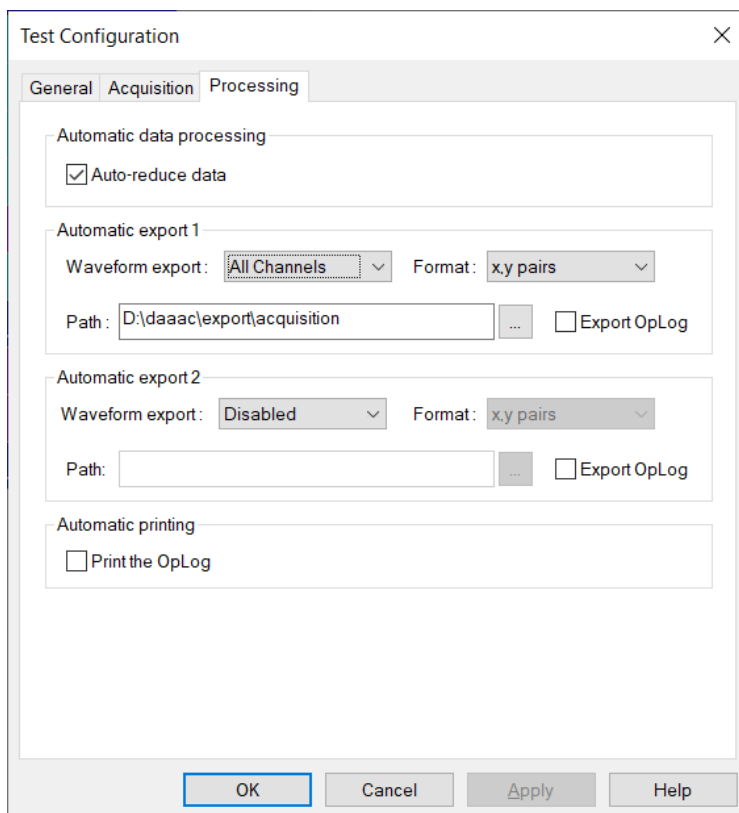 Test Configuration
General Acquisition Processing
Automatic data processing
Auto-reduce data
Automatic export 1
Waveform export: All Channels Format: x,y pairs
Path: D:\daaac\export\acquisition ... Export OpLog
Automatic export 2
Waveform export: Disabled Format: x,y pairs
Path: ... Export OpLog
Automatic printing
Print the OpLog
OK Cancel Apply Help